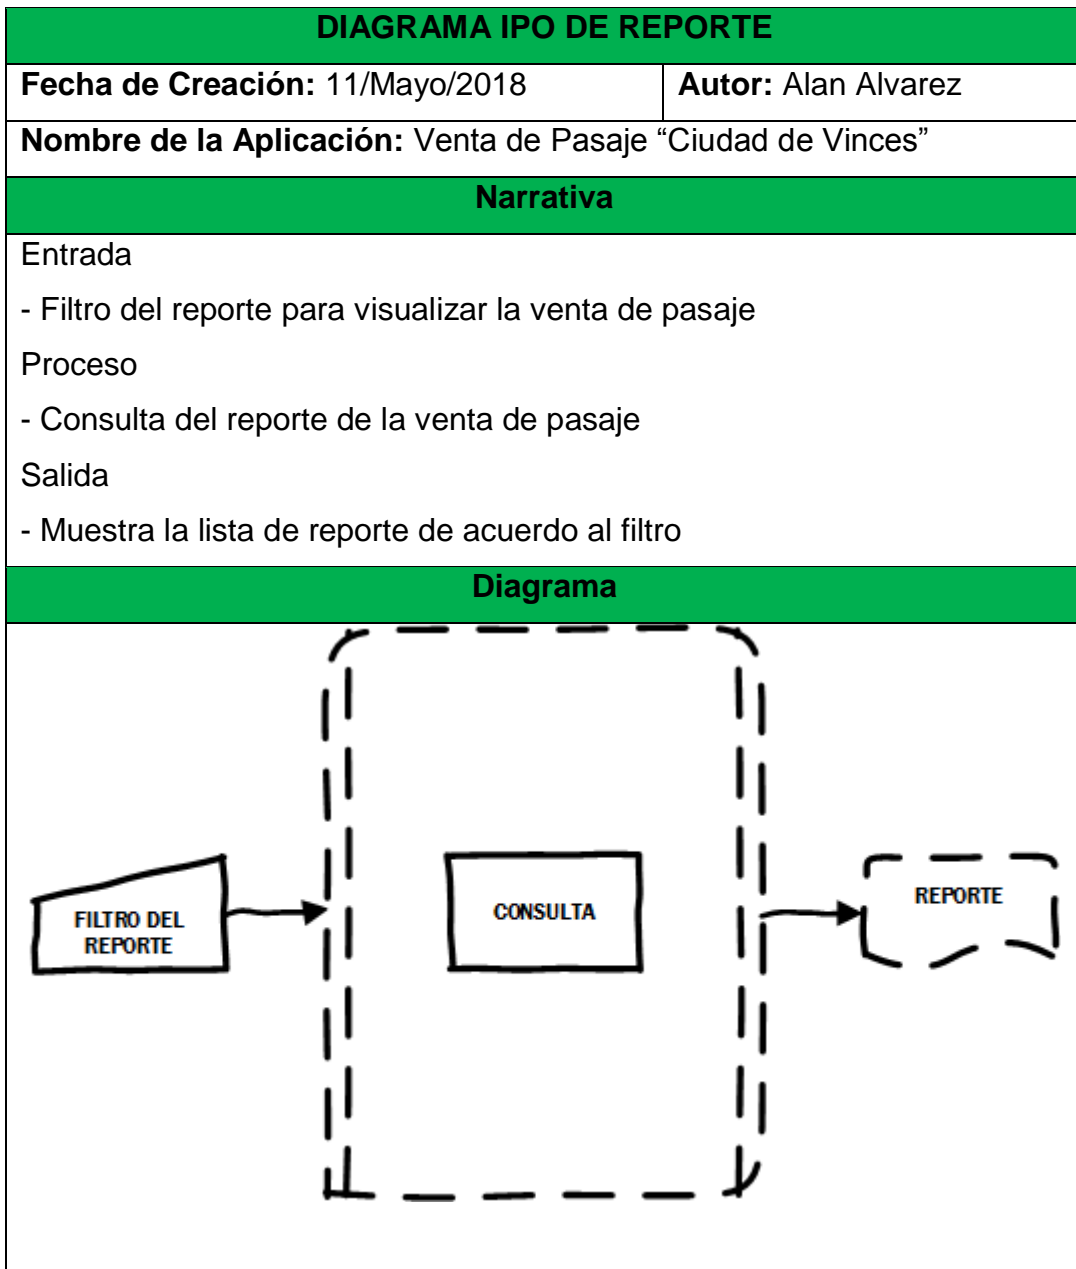 DIAGRAMA IPO DE REPORTE
Fecha de Creación: 11/Mayo/2018
Autor: Alan Alvarez
Nombre de la Aplicación: Venta de Pasaje “Ciudad de Vinces”
Narrativa
Entrada
- Filtro del reporte para visualizar la venta de pasaje
Proceso
- Consulta del reporte de la venta de pasaje
Salida
- Muestra la lista de reporte de acuerdo al filtro
Diagrama
FILTRO DEL
REPORTE
CONSULTA
REPORTE